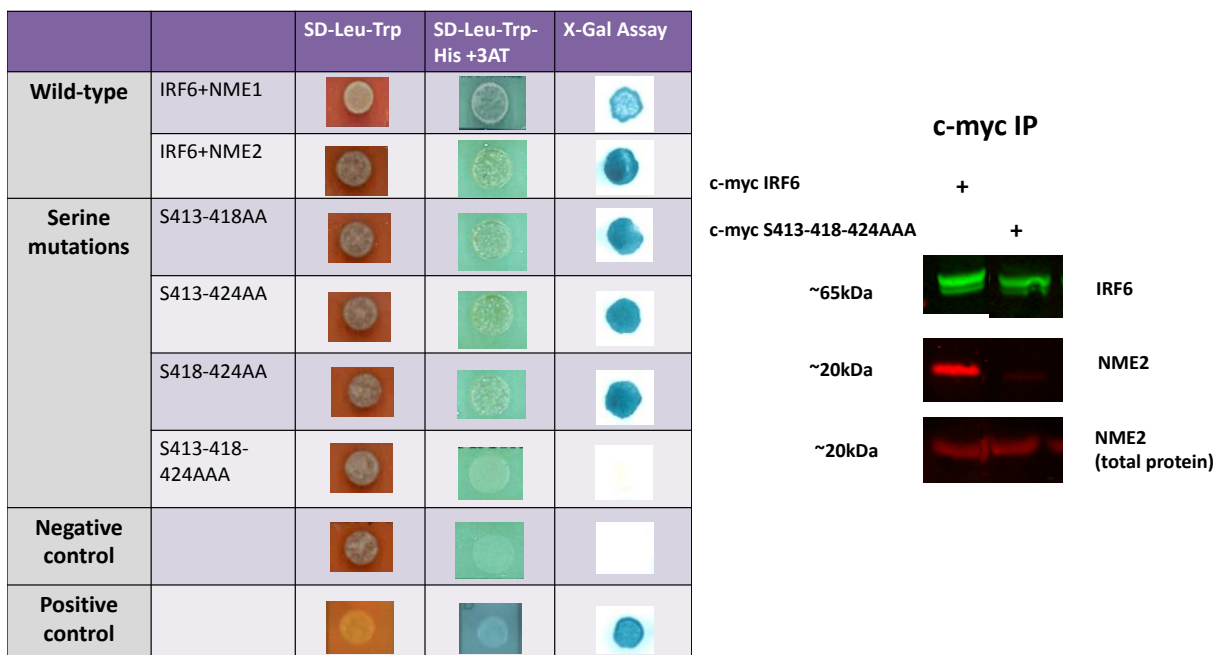 SD-Leu-Trp
SD-Leu-Trp-
His +3AT
X-Gal Assay
Wild-type
IRF6+NME1
IRF6+NME2
Serine
mutations
S413-418AA
S413-424AA
S418-424AA
S413-418-
424AAA
Negative
control
Positive
control
c-myc IP
c-myc IRF6
+
c-myc S413-418-424AAA
+
~65kDa
IRF6
~20kDa
NME2
~20kDa
NME2
(total protein)